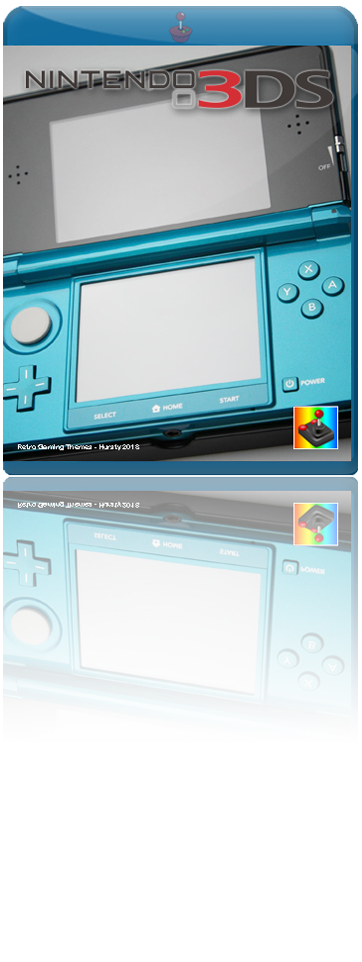 NINTENDO 3DS
OFF
X
Y A
B
POWER
SELECT HOME START
Retro Gaming Themes - Hursty 2018